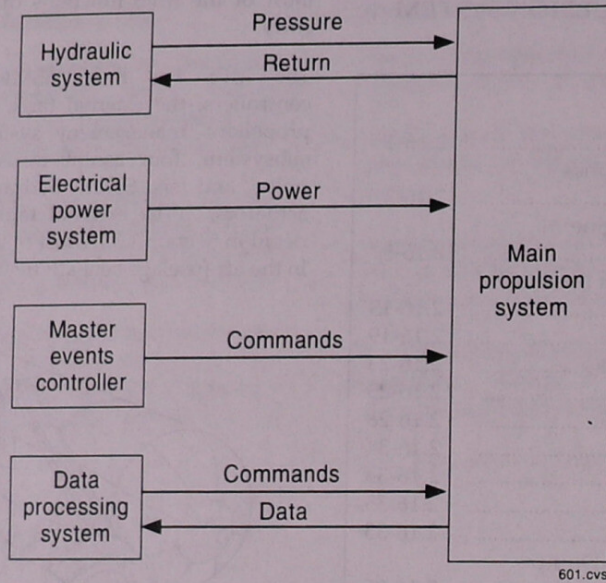 Pressure
Hydraulic
system
Return
Electrical
power
system
Power
Main
propulsion
system
Master
events
controller
Commands
Data
processing
system
Commands
Data
601.cvs